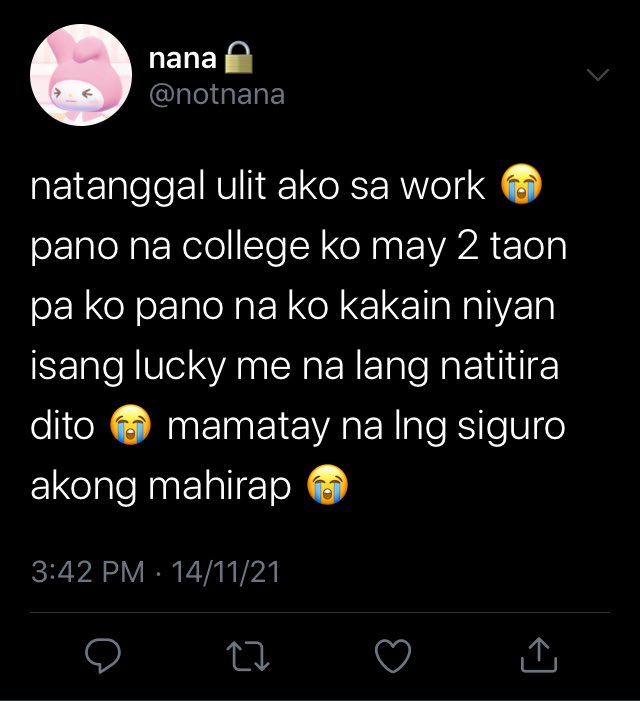 nana🔒
@notnana
natanggal ulit ako sa work 😭
pano na college ko may 2 taon
pa ko pano na ko kakain niyan
isang lucky me na lang natitira
dito 😭 mamatay na lng siguro
akong mahirap 😭
3:42 PM · 14/11/21